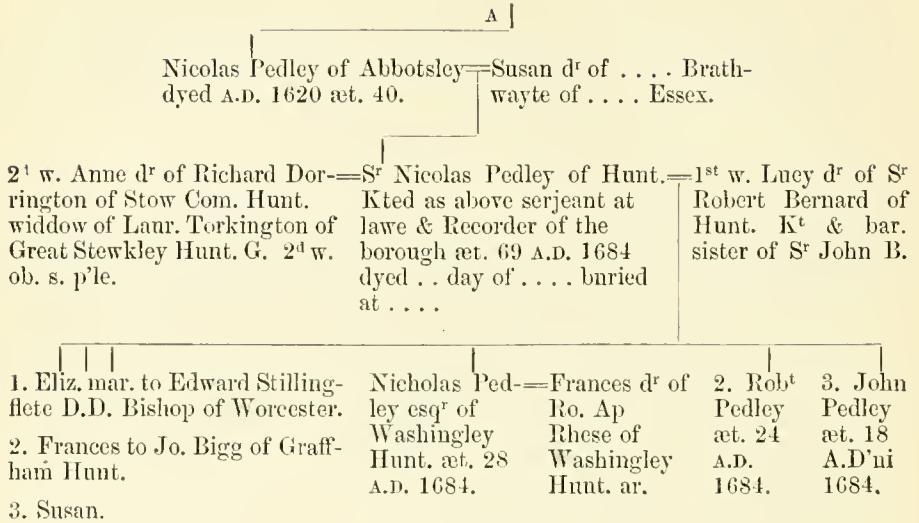 A
Nicolas Pedley of Abbotsley==Susan dʳ of . . . . Brath-
dyed A.D. 1620 æt. 40.
wayte of . . . . Essex.
2ᵈ w. Anne dʳ of Richard Dor-
rington of Stow Com. Hunt.
widdow of Laur. Torkington of
Great Stewkley Hunt. G. 2ᵈ w.
ob. s. p'le.
==Sʳ Nicolas Pedley of Hunt.==
Kted as above serjeant at
lawe & Recorder of the
borough æt. 69 A.D. 1684
dyed . . day of . . . . buried
at . . . .
1ˢᵗ w. Lucy dʳ of Sʳ
Robert Bernard of
Hunt. Kᵗ & bar.
sister of Sʳ John B.
1. Eliz. mar. to Edward Stilling-
flete D.D. Bishop of Worcester.
2. Frances to Jo. Bigg of Graff-
ham Hunt.
3. Susan.
Nicholas Ped-
ley esqʳ of
Washingley
Hunt. æt. 28
A.D. 1684.
==Frances dʳ of
Ro. Ap
Rhese of
Washingley
Hunt. ar.
2. Robᵗ
Pedley
æt. 24
A.D.
1684.
3. John
Pedley
æt. 18
A.D'ni
1684.